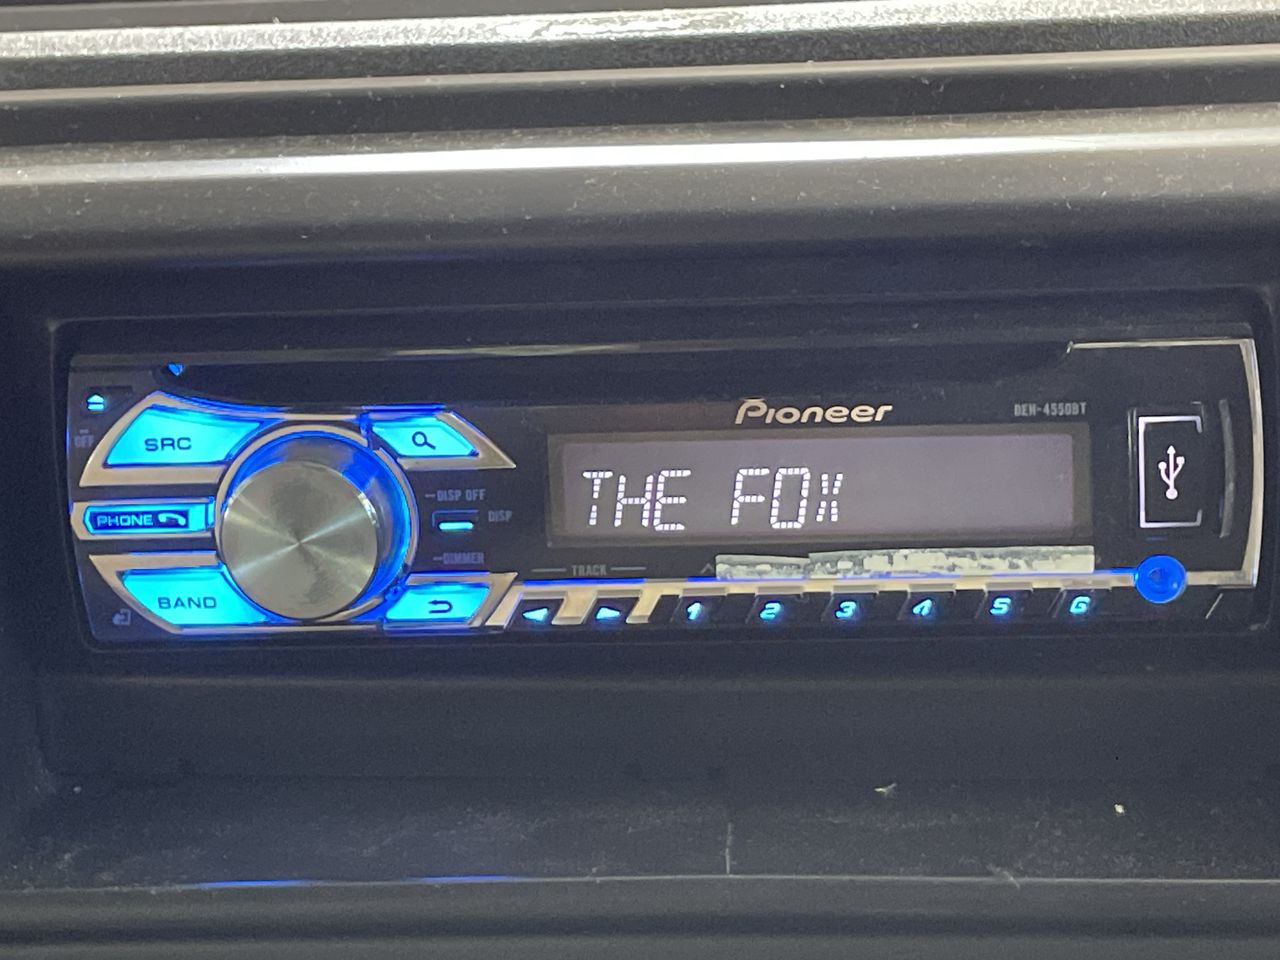 Pioneer
DEH-4550BT
OFF
SRC
THE FOX
DISP OFF
PHONE
DISP
DIMMER
TRACK
BAND
1 2 3 4 5 6